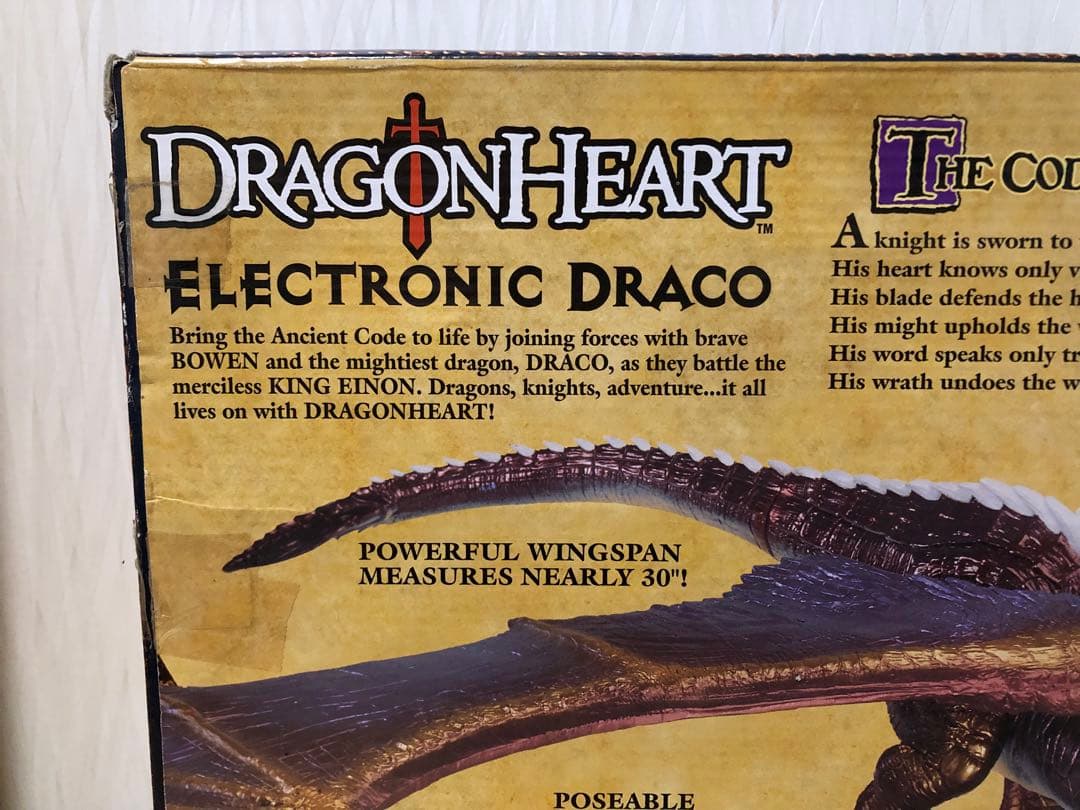 DRAGONHEART™
ELECTRONIC DRACO
Bring the Ancient Code to life by joining forces with brave
BOWEN and the mightiest dragon, DRACO, as they battle the
merciless KING EINON. Dragons, knights, adventure...it all
lives on with DRAGONHEART!
THE
A knight is sworn to
His heart knows only
His blade defends the
His might upholds the
His word speaks only
His wrath undoes the
POWERFUL WINGSPAN
MEASURES NEARLY 30"!
POSEABLE